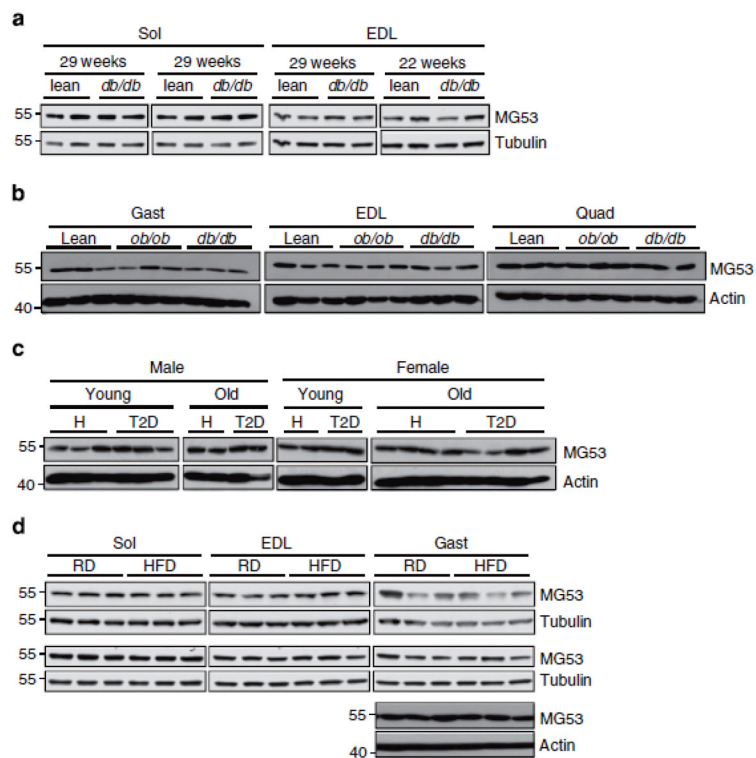 a
Sol EDL
29 weeks 29 weeks 29 weeks 22 weeks
lean db/db lean db/db lean db/db lean db/db
55 MG53
55 Tubulin
b
Gast EDL Quad
Lean ob/ob db/db Lean ob/ob db/db Lean ob/ob db/db
55 MG53
40 Actin
c
Male Female
Young Old Young Old
H T2D H T2D H T2D H T2D
55 MG53
40 Actin
d
Sol EDL Gast
RD HFD RD HFD RD HFD
55 MG53
55 Tubulin
55 MG53
55 Tubulin
55 MG53
40 Actin